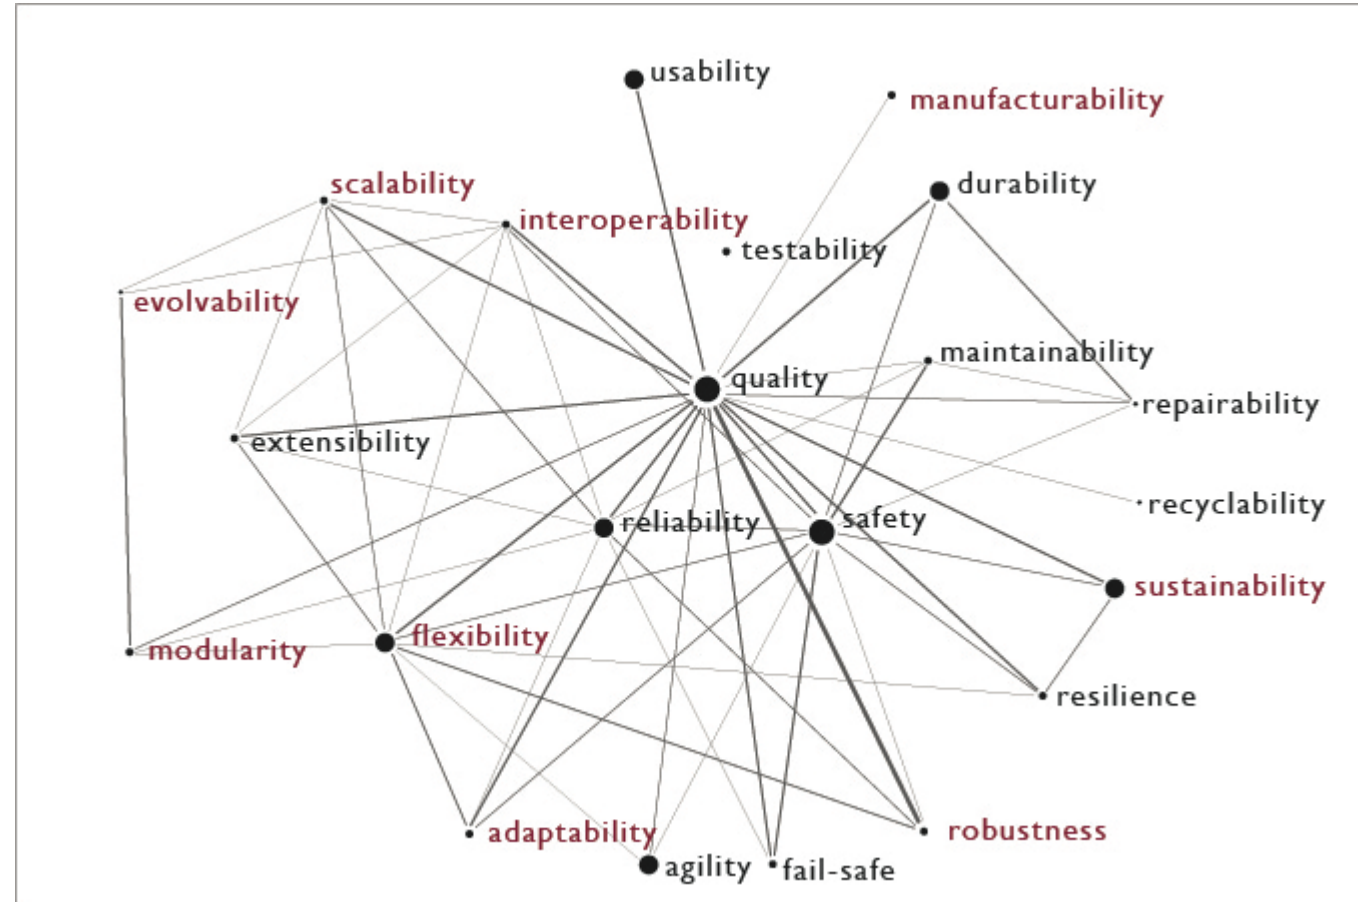 usability
manufacturability
scalability
durability
interoperability
testability
evolvability
maintainability
quality
repairability
extensibility
recyclability
reliability
safety
sustainability
flexibility
modularity
resilience
adaptability
robustness
agility
fail-safe